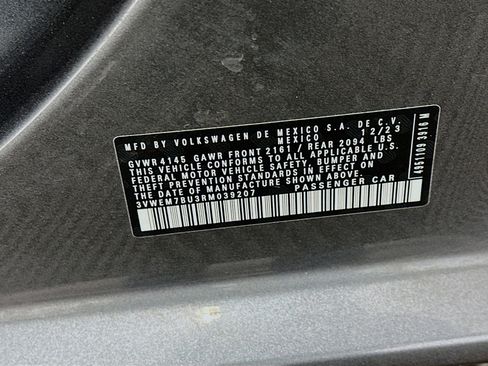 MFD BY VOLKSWAGEN DE MEXICO S.A. DE C.V.
MEXICO 12/23
GVWR 4145 GAWR FRONT 2161 / REAR 2094 LBS
THIS VEHICLE CONFORMS TO ALL APPLICABLE
FEDERAL MOTOR VEHICLE SAFETY, BUMPER AND
THEFT PREVENTION STANDARDS IN EFFECT ON
THE DATE OF MANUFACTURE SHOWN ABOVE.
3VWEM7BU3RM039207 PASSENGER CAR
4951109 3016 M